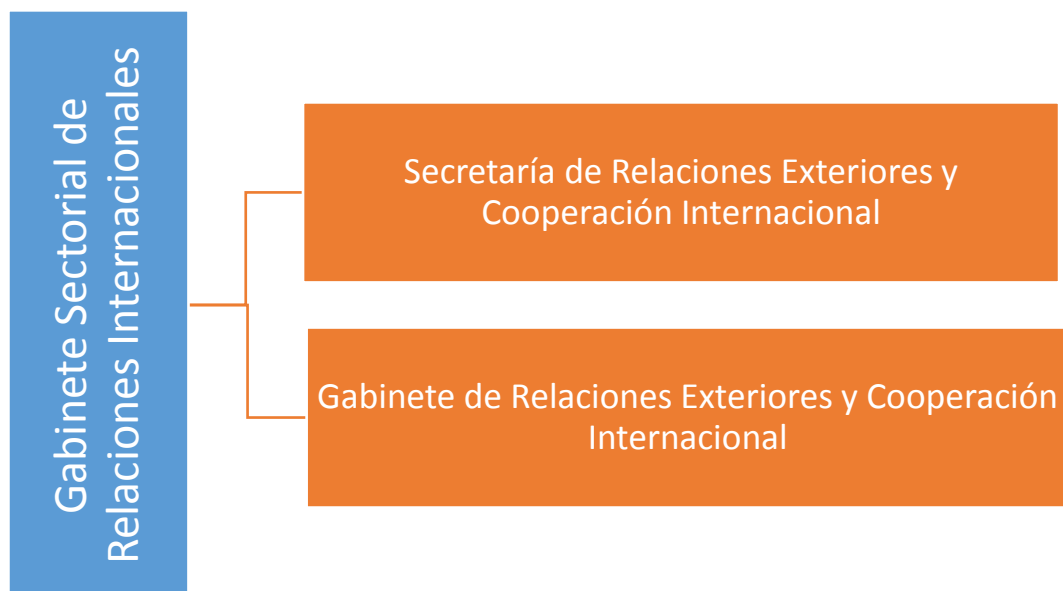 Gabinete Sectorial de
Relaciones Internacionales
Secretaría de Relaciones Exteriores y
Cooperación Internacional
Gabinete de Relaciones Exteriores y Cooperación
Internacional